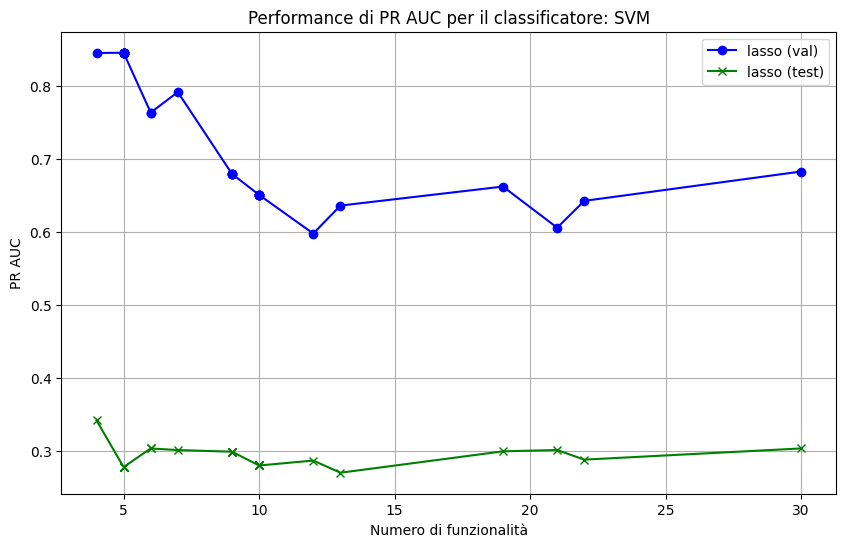 Performance di PR AUC per il classificatore: SVM
lasso (val)
lasso (test)
PR AUC
0.8
0.7
0.6
0.5
0.4
0.3
5 10 15 20 25 30
Numero di funzionalità